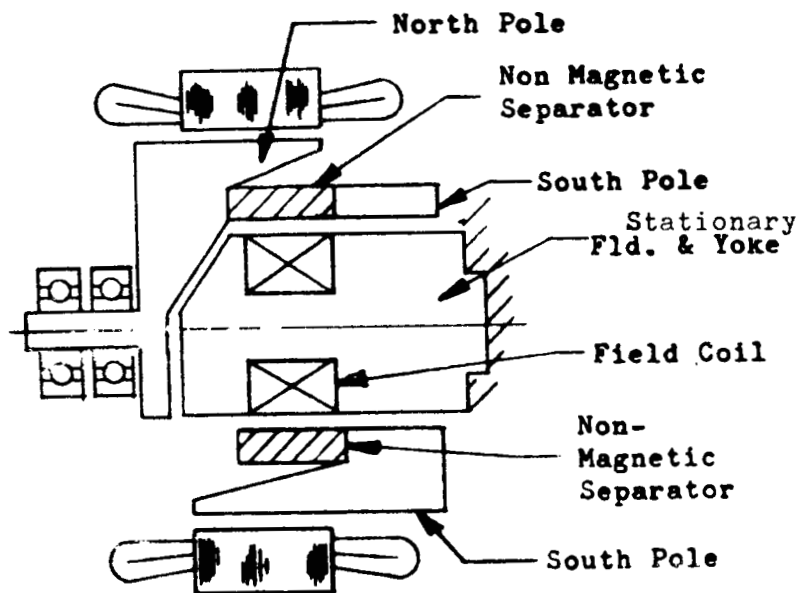 North Pole
Non Magnetic
Separator
South Pole
Stationary
Fld. & Yoke
Field Coil
Non-
Magnetic
Separator
South Pole